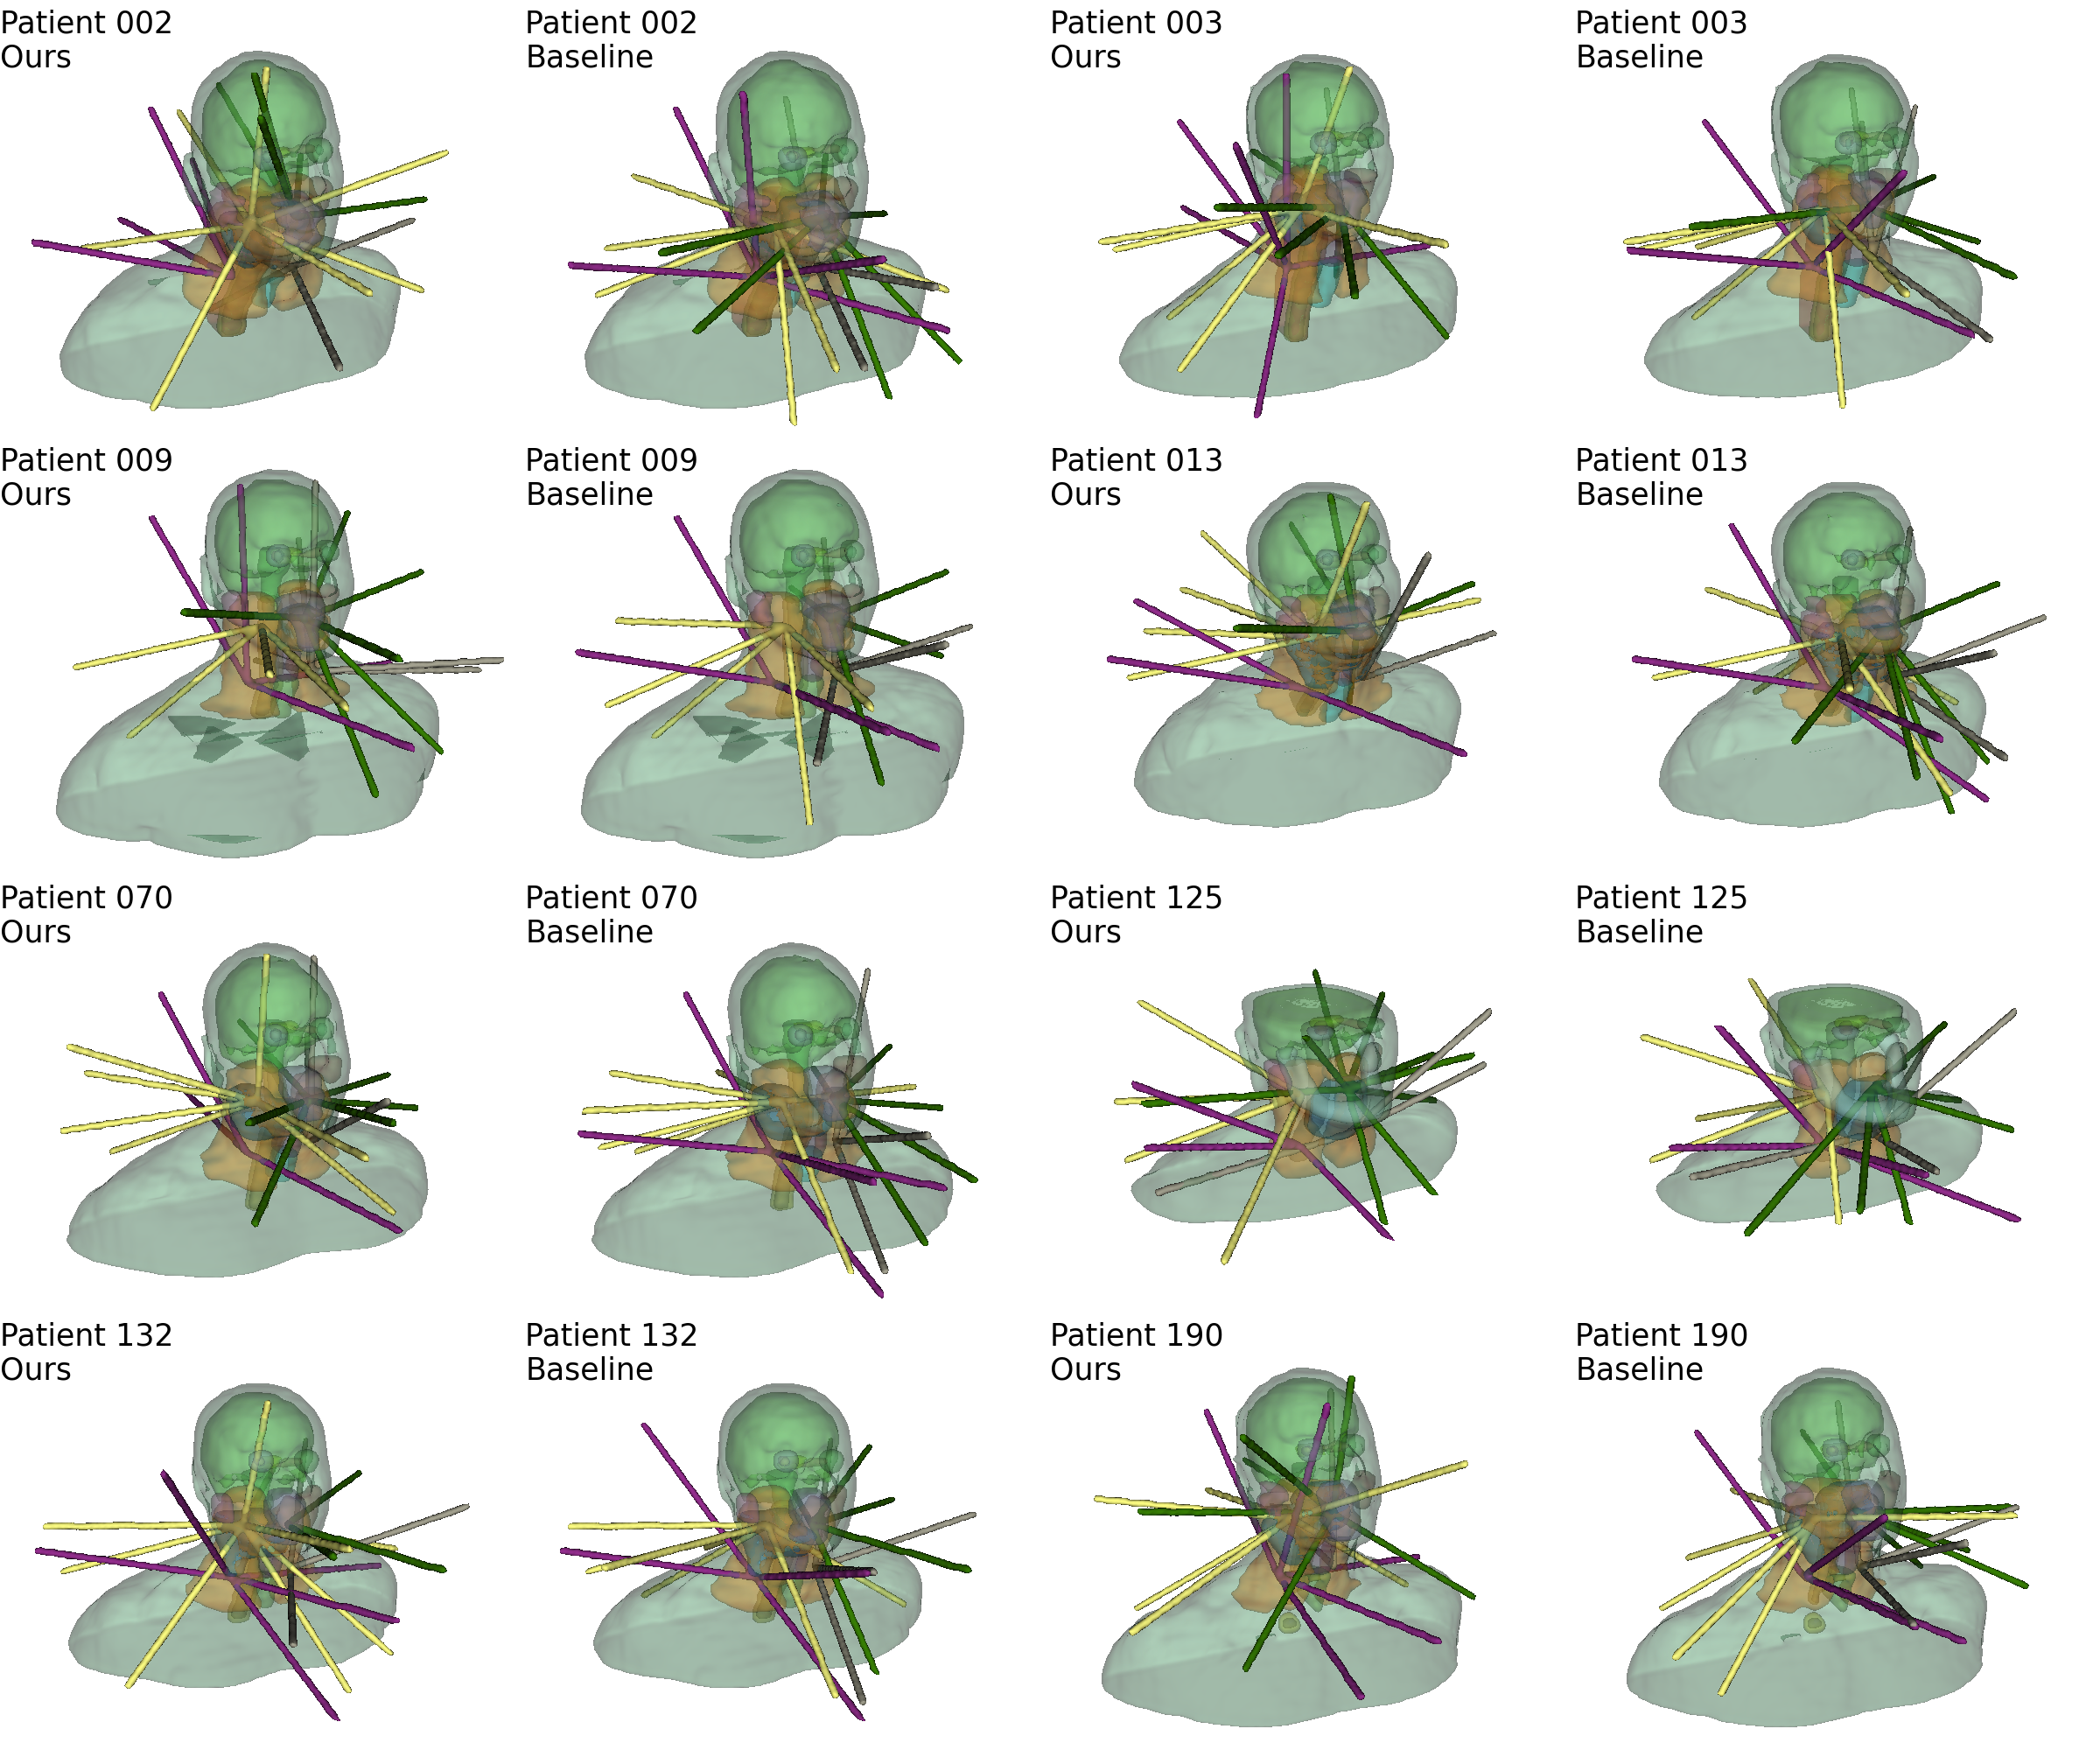 Patient 002
Ours
Patient 002
Baseline
Patient 003
Ours
Patient 003
Baseline
Patient 009
Ours
Patient 009
Baseline
Patient 013
Ours
Patient 013
Baseline
Patient 070
Ours
Patient 070
Baseline
Patient 125
Ours
Patient 125
Baseline
Patient 132
Ours
Patient 132
Baseline
Patient 190
Ours
Patient 190
Baseline